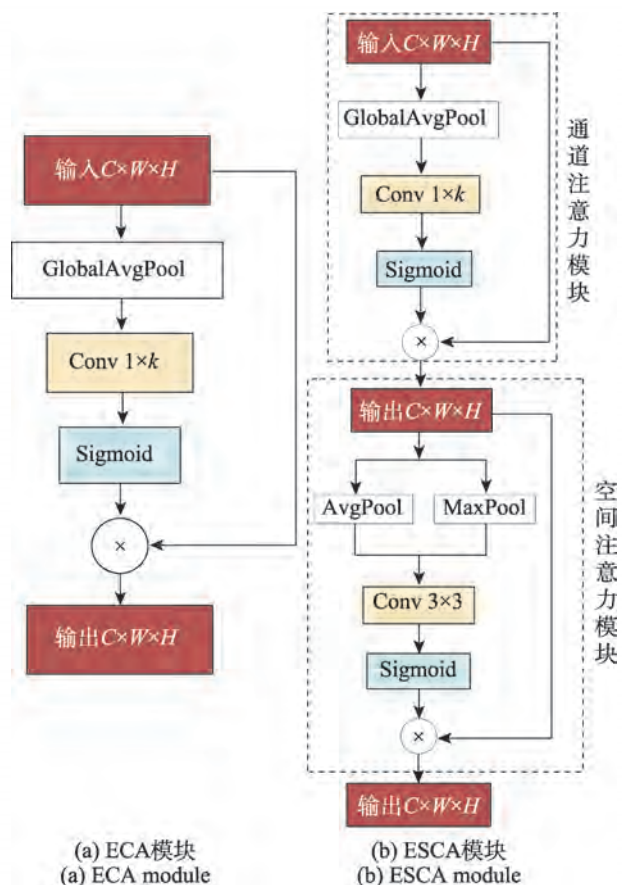 输入C×W×H
GlobalAvgPool
Conv 1×k
Sigmoid
×
输出C×W×H
(a) ECA模块
(a) ECA module
输入C×W×H
GlobalAvgPool
Conv 1×k
Sigmoid
×
通道注意力模块
输出C×W×H
AvgPool
MaxPool
Conv 3×3
Sigmoid
×
空间注意力模块
输出C×W×H
(b) ESCA模块
(b) ESCA module